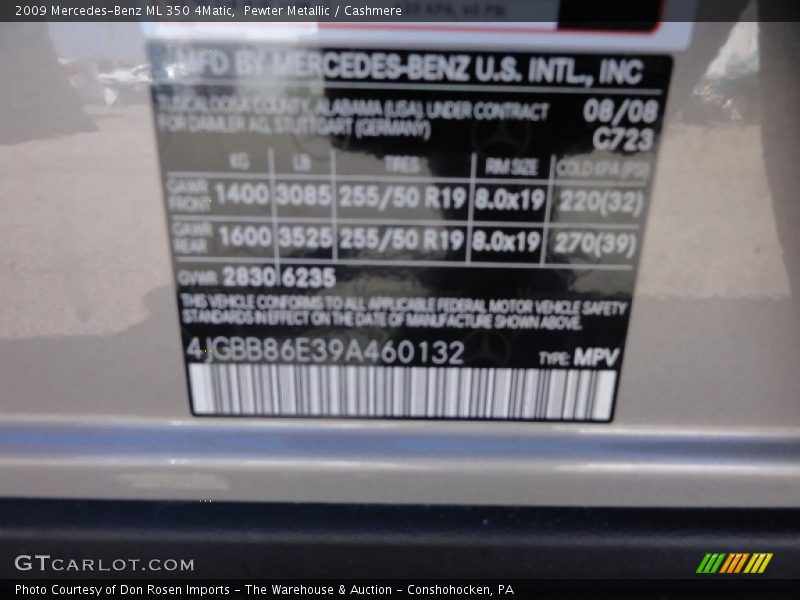 2009 Mercedes-Benz ML 350 4Matic,  Pewter Metallic / Cashmere
MFD BY MERCEDES-BENZ U.S. INTL., INC
TUSCALOOSA COUNTY, ALABAMA (USA), UNDER CONTRACT
FOR DAIMLER AG, STUTTGART (GERMANY)
08/08
C723
KG LB TIRES RIM SIZE COLD KPA (PSI)
GAWR FRONT 1400 3085 255/50 R19 8.0x19 220(32)
GAWR REAR 1600 3525 255/50 R19 8.0x19 270(39)
GVWR 2830 6235
THIS VEHICLE CONFORMS TO ALL APPLICABLE FEDERAL MOTOR VEHICLE SAFETY
STANDARDS IN EFFECT ON THE DATE OF MANUFACTURE SHOWN ABOVE.
4JGBB86E39A460132 TYPE: MPV
GTCARLOT.COM
Photo Courtesy of Don Rosen Imports - The Warehouse & Auction - Conshohocken, PA